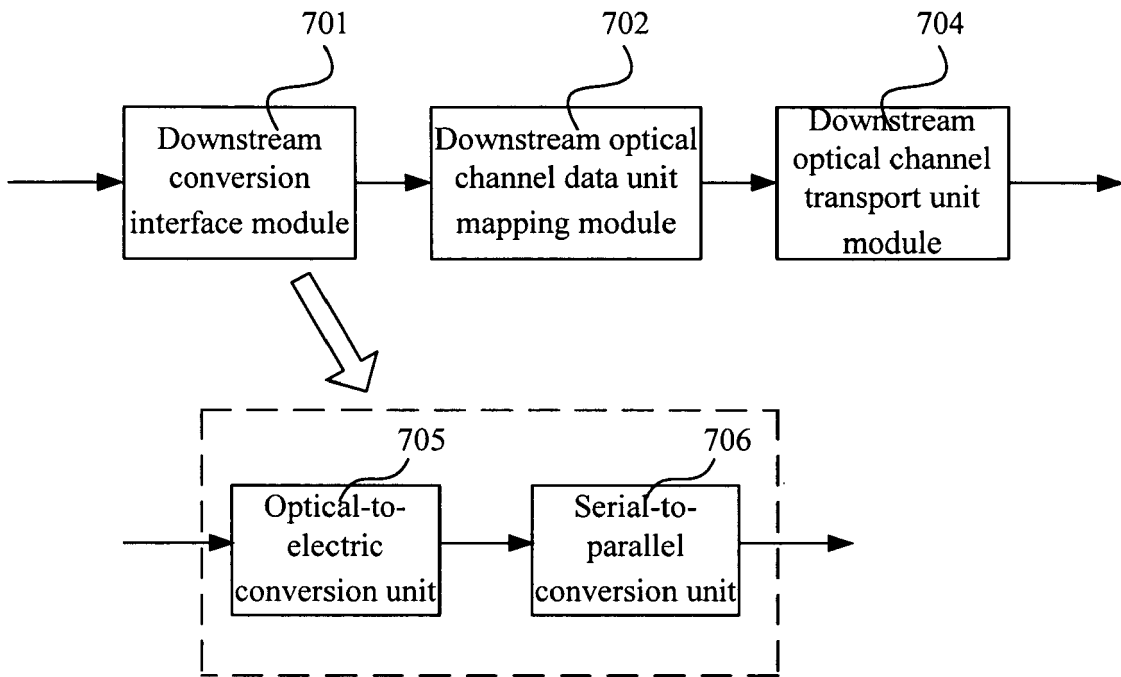 701
702
704
Downstream
conversion
interface module
Downstream optical
channel data unit
mapping module
Downstream
optical channel
transport unit
module
705
706
Optical-to-
electric
conversion unit
Serial-to-
parallel
conversion unit